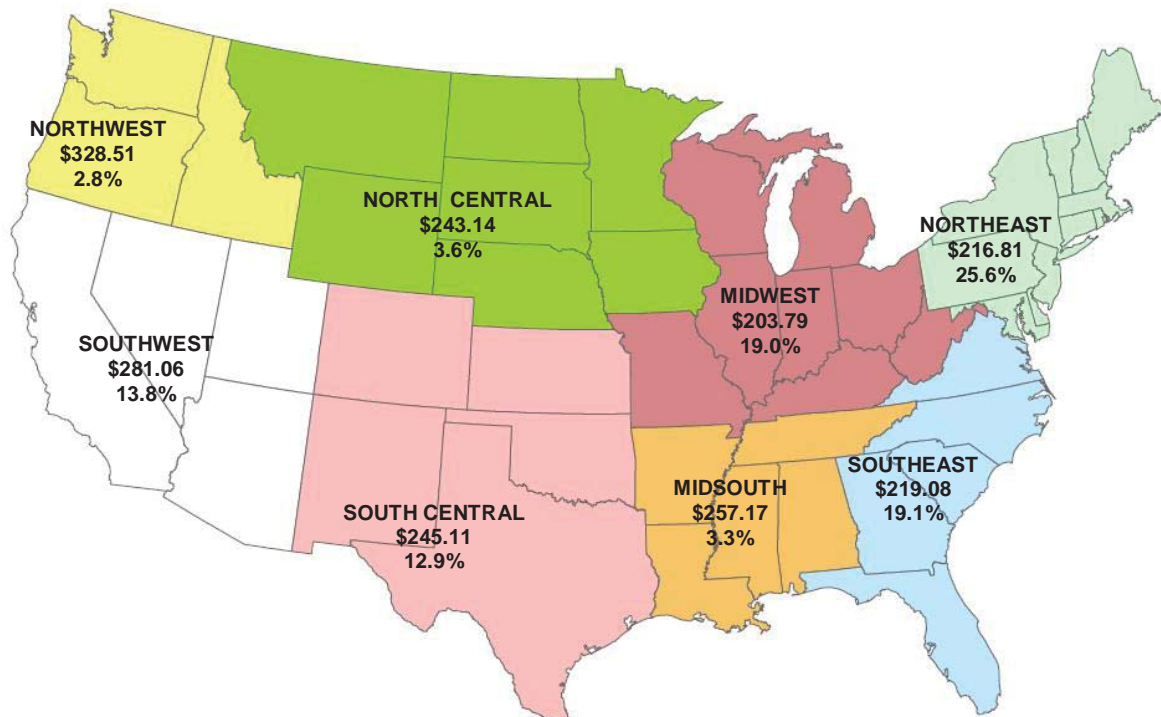 NORTHWEST
$328.51
2.8%
NORTH CENTRAL
$243.14
3.6%
NORTHEAST
$216.81
25.6%
MIDWEST
$203.79
19.0%
SOUTHWEST
$281.06
13.8%
SOUTHEAST
$219.08
19.1%
MIDSOUTH
$257.17
3.3%
SOUTH CENTRAL
$245.11
12.9%